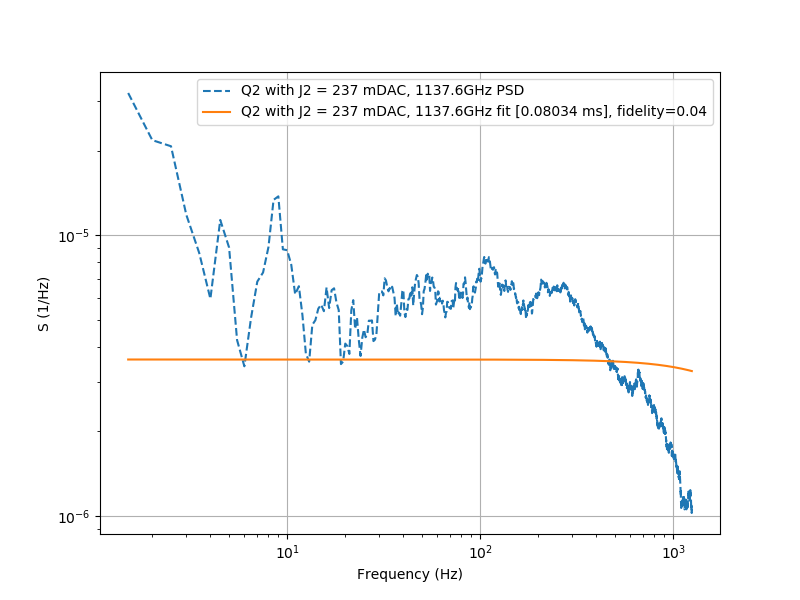 Q2 with J2 = 237 mDAC, 1137.6GHz PSD
Q2 with J2 = 237 mDAC, 1137.6GHz fit [0.08034 ms], fidelity=0.04
S (1/Hz)
10⁻⁵
10⁻⁶
10¹ 10² 10³
Frequency (Hz)